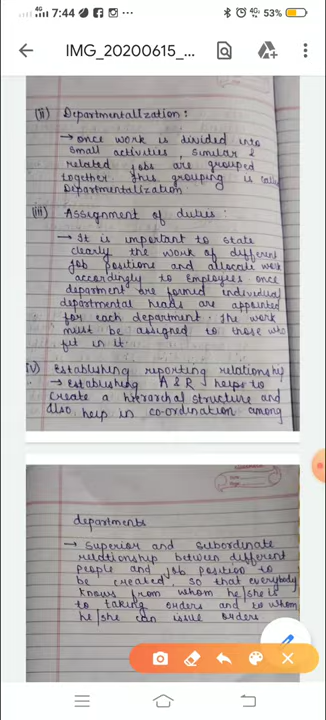 4G 7:44 4G 53%
IMG_20200615_...
(ii) Departmentalization :
→ once work is divided into
small activities, similar &
related jobs are grouped
together. This grouping is called
Departmentalization
(iii) Assignment of duties :
→ It is important to state
clearly the work of different
job positions and allocate work
accordingly to Employees once
department are formed individual
departmental heads are appointed
for each department. The work
must be assigned to those who
fit in it.
iv) Establishing reporting relationship
→ Establishing A & R helps to
create a hierarchal structure and
also help in co-ordination among
departments
→ Superior and subordinate
relationship between different
people and job position to
be created, so that everybody
knows from whom he/she is
to taking orders and to whom
he/she can issue orders